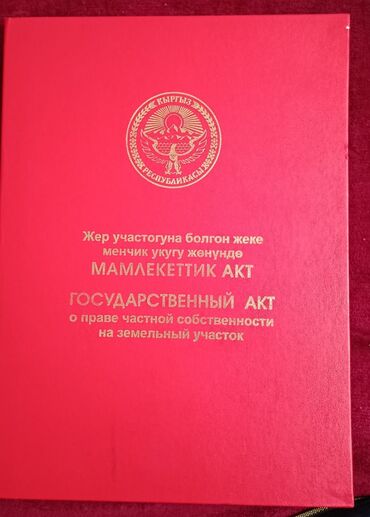 КЫРГЫЗ
РЕСПУБЛИКАСЫ
Жер участогуна болгон жеке
менчик укугу жөнүндө
МАМЛЕКЕТТИК АКТ
ГОСУДАРСТВЕННЫЙ АКТ
о праве частной собственности
на земельный участок